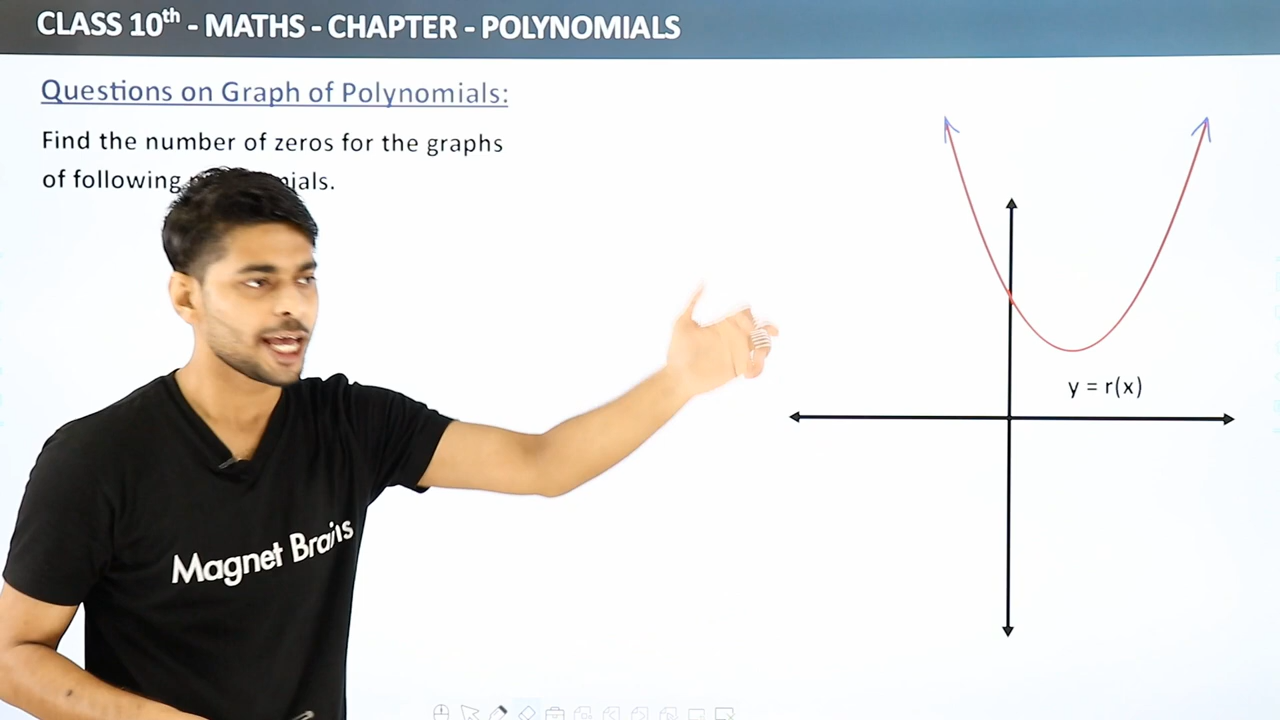 CLASS 10th - MATHS - CHAPTER - POLYNOMIALS
Questions on Graph of Polynomials:
Find the number of zeros for the graphs
of following
y = r(x)
Magnet Brains